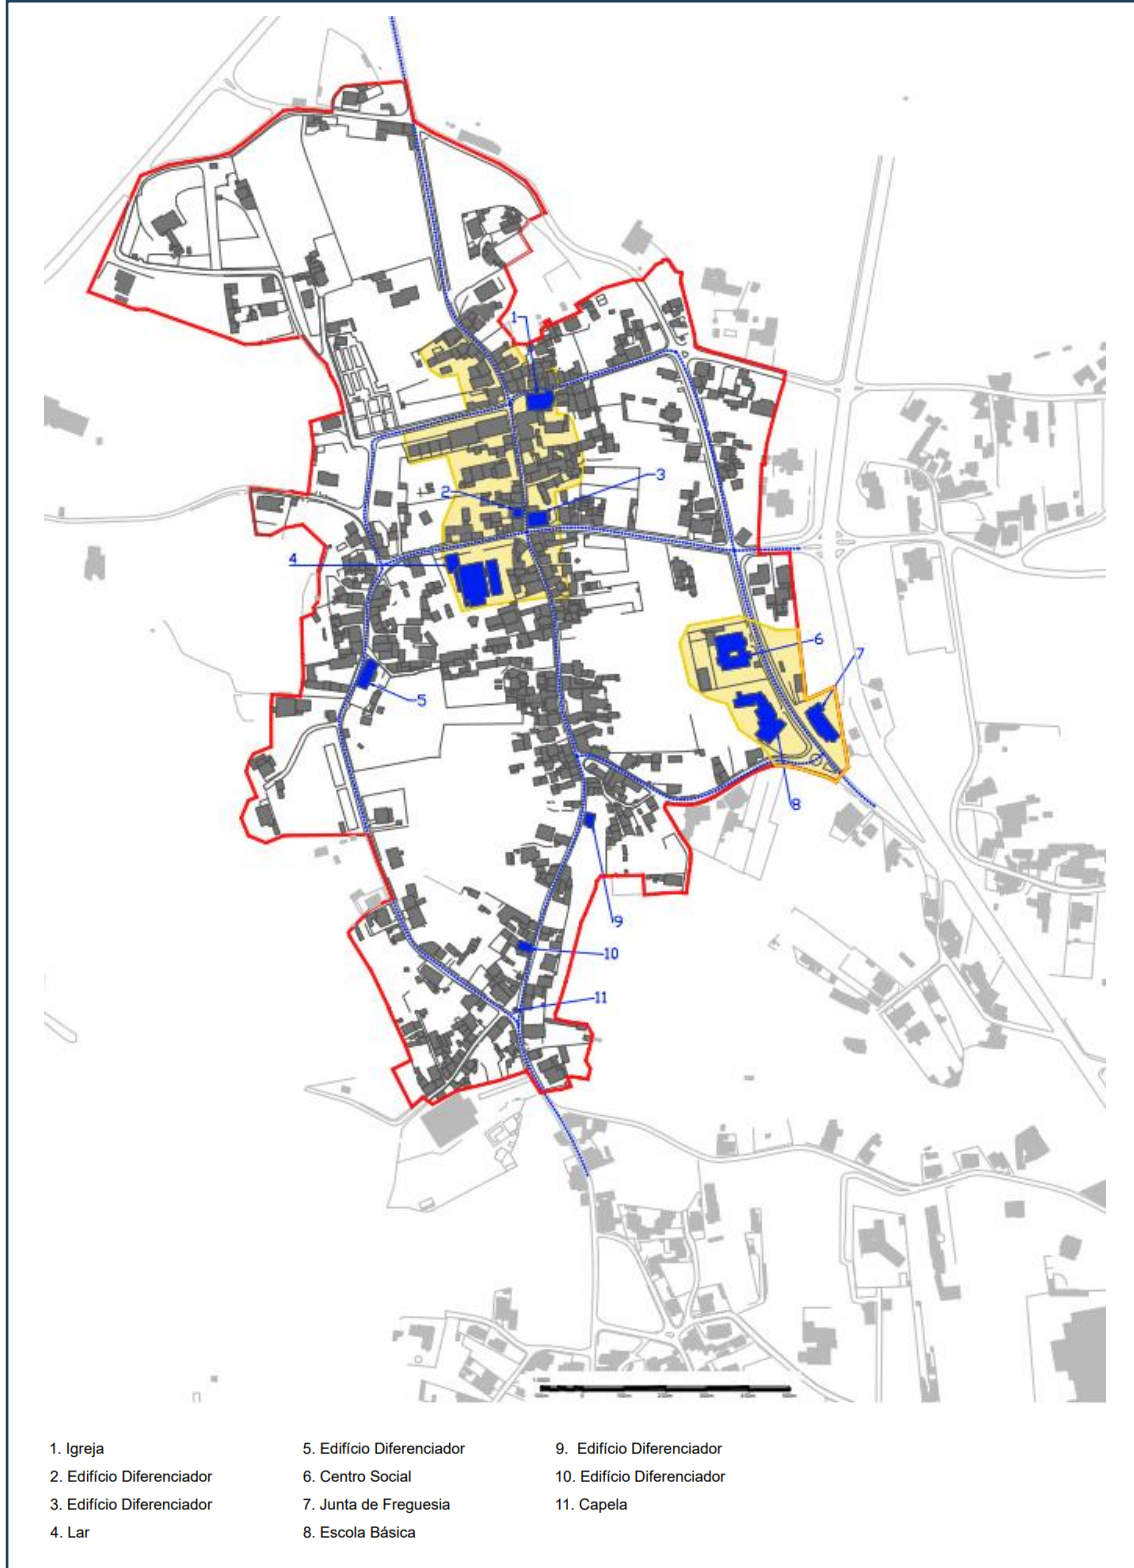 1
2
3
4
5
6
7
8
9
10
11
1. Igreja
2. Edifício Diferenciador
3. Edifício Diferenciador
4. Lar
5. Edifício Diferenciador
6. Centro Social
7. Junta de Freguesia
8. Escola Básica
9. Edifício Diferenciador
10. Edifício Diferenciador
11. Capela